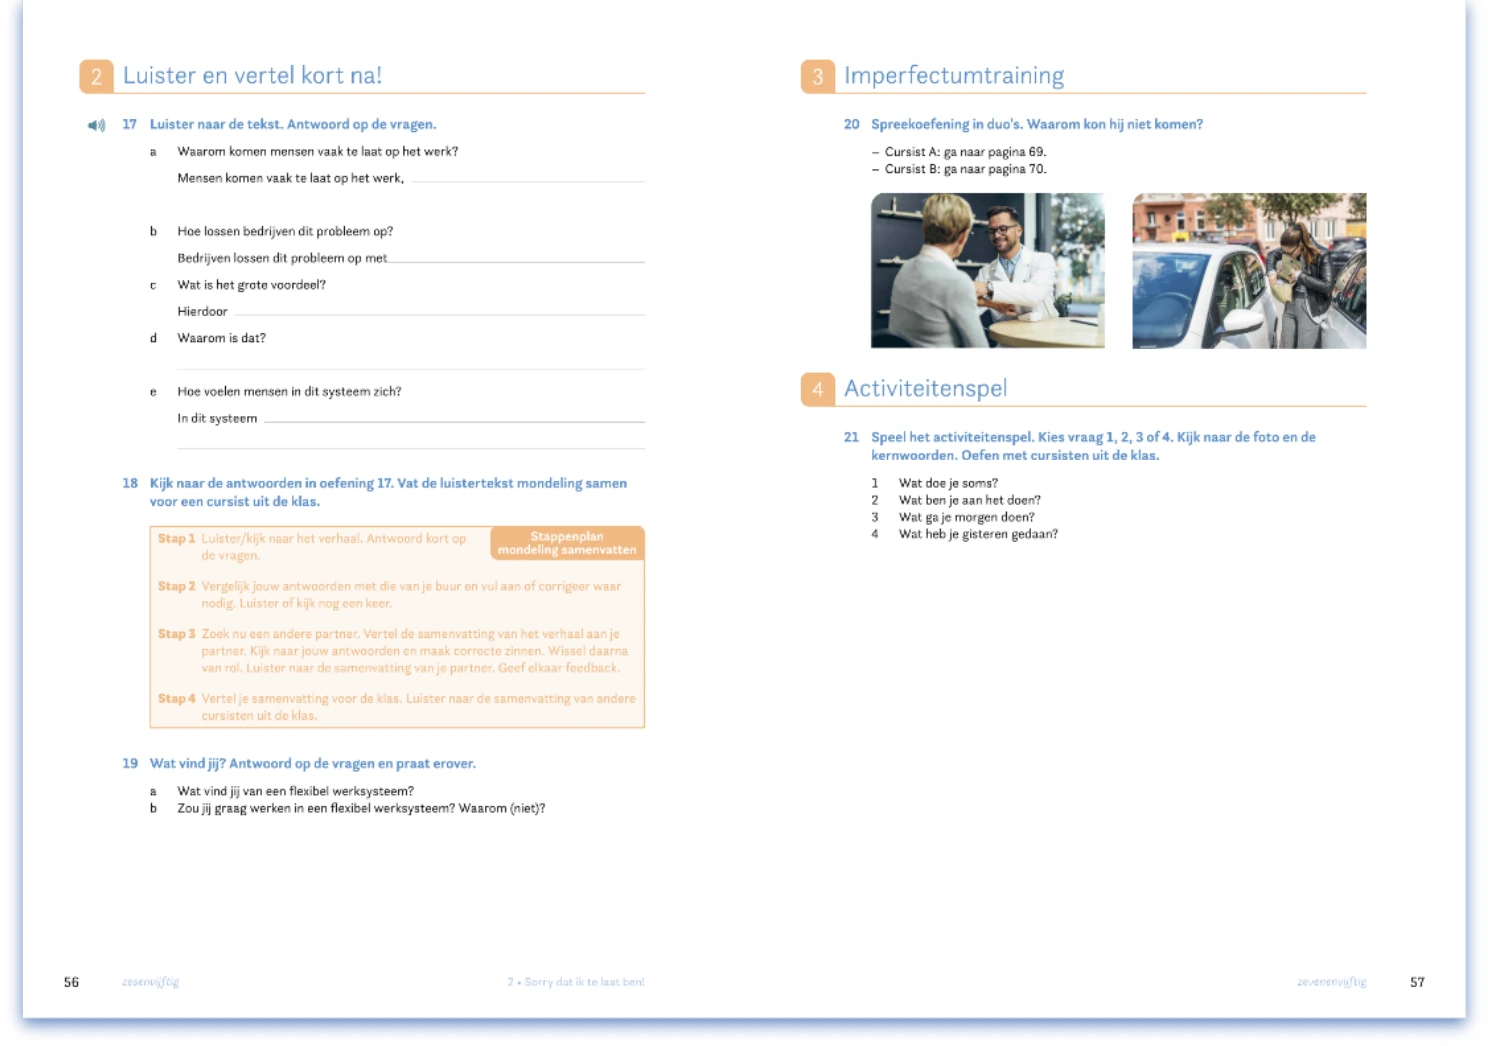 2 Luister en vertel kort na!
17 Luister naar de tekst. Antwoord op de vragen.
a Waarom komen mensen vaak te laat op het werk?
Mensen komen vaak te laat op het werk,
b Hoe lossen bedrijven dit probleem op?
Bedrijven lossen dit probleem op met
c Wat is het grote voordeel?
Hierdoor
d Waarom is dat?
e Hoe voelen mensen in dit systeem zich?
In dit systeem
18 Kijk naar de antwoorden in oefening 17. Vat de luistertekst mondeling samen
voor een cursist uit de klas.
Stappenplan
mondeling samenvatten
Stap 1 Luister/kijk naar het verhaal. Antwoord kort op
de vragen.
Stap 2 Vergelijk jouw antwoorden met die van je buur en vul aan of corrigeer waar
nodig. Luister of kijk nog een keer.
Stap 3 Zoek nu een andere partner. Vertel de samenvatting van het verhaal aan je
partner. Kijk naar jouw antwoorden en maak correcte zinnen. Wissel daarna
van rol. Luister naar de samenvatting van je partner. Geef elkaar feedback.
Stap 4 Vertel je samenvatting voor de klas. Luister naar de samenvatting van andere
cursisten uit de klas.
19 Wat vind jij? Antwoord op de vragen en praat erover.
a Wat vind jij van een flexibel werksysteem?
b Zou jij graag werken in een flexibel werksysteem? Waarom (niet)?
56 zesenvijftig 2 • Sorry dat ik te laat ben!
3 Imperfectumtraining
20 Spreekoefening in duo's. Waarom kon hij niet komen?
– Cursist A: ga naar pagina 69.
– Cursist B: ga naar pagina 70.
4 Activiteitenspel
21 Speel het activiteitenspel. Kies vraag 1, 2, 3 of 4. Kijk naar de foto en de
kernwoorden. Oefen met cursisten uit de klas.
1 Wat doe je soms?
2 Wat ben je aan het doen?
3 Wat ga je morgen doen?
4 Wat heb je gisteren gedaan?
zevenenvijftig 57